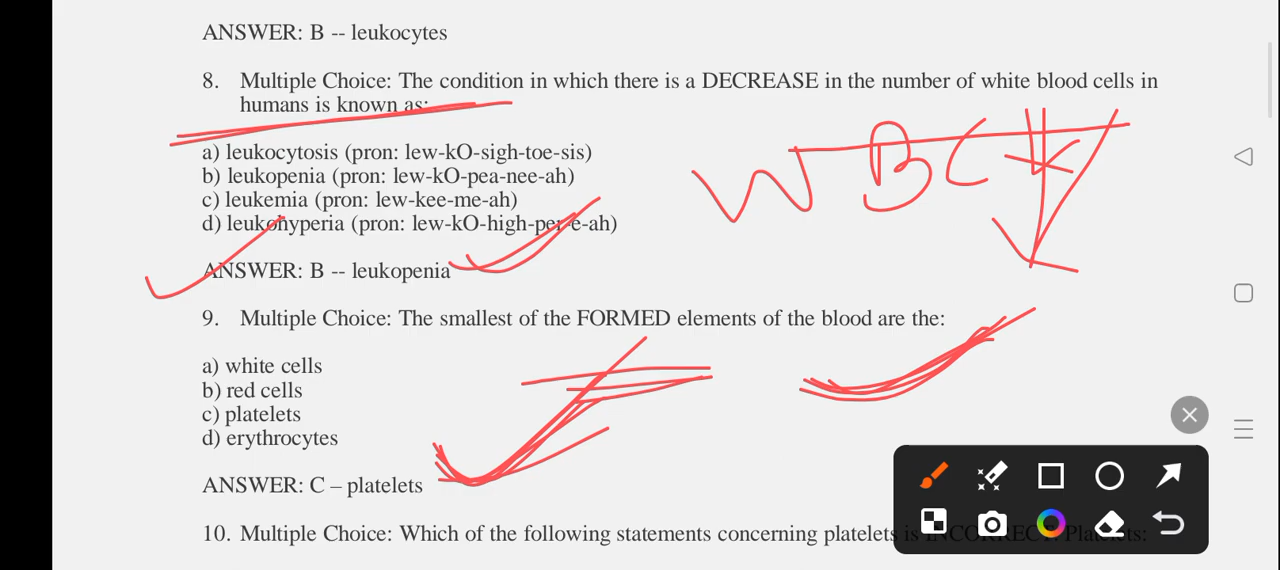 ANSWER: B -- leukocytes
8. Multiple Choice: The condition in which there is a DECREASE in the number of white blood cells in
humans is known as:
a) leukocytosis (pron: lew-kO-sigh-toe-sis)
b) leukopenia (pron: lew-kO-pea-nee-ah)
c) leukemia (pron: lew-kee-me-ah)
d) leukohyperia (pron: lew-kO-high-per-e-ah)
WBC
ANSWER: B -- leukopenia
9. Multiple Choice: The smallest of the FORMED elements of the blood are the:
a) white cells
b) red cells
c) platelets
d) erythrocytes
ANSWER: C – platelets
10. Multiple Choice: Which of the following statements concerning platelets is INCORRECT. Platelets: